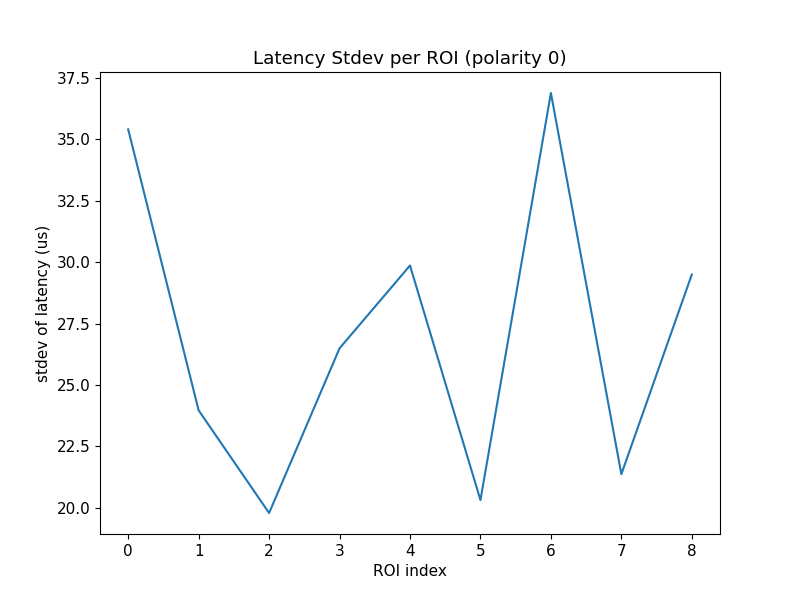 Latency Stdev per ROI (polarity 0)
37.5
35.0
32.5
30.0
27.5
25.0
22.5
20.0
stdev of latency (us)
0 1 2 3 4 5 6 7 8
ROI index